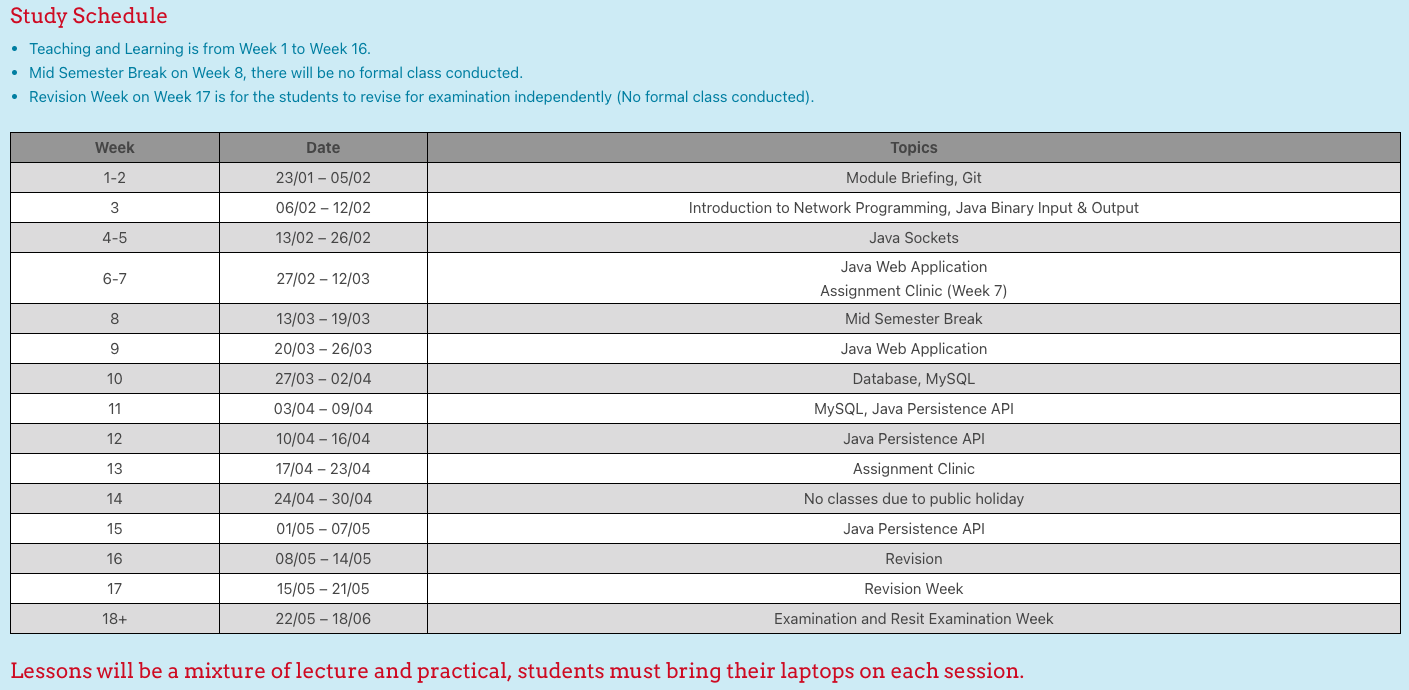 Study Schedule
• Teaching and Learning is from Week 1 to Week 16.
• Mid Semester Break on Week 8, there will be no formal class conducted.
• Revision Week on Week 17 is for the students to revise for examination independently (No formal class conducted).
Week Date Topics
1-2 23/01 – 05/02 Module Briefing, Git
3 06/02 – 12/02 Introduction to Network Programming, Java Binary Input & Output
4-5 13/02 – 26/02 Java Sockets
6-7 27/02 – 12/03 Java Web Application
Assignment Clinic (Week 7)
8 13/03 – 19/03 Mid Semester Break
9 20/03 – 26/03 Java Web Application
10 27/03 – 02/04 Database, MySQL
11 03/04 – 09/04 MySQL, Java Persistence API
12 10/04 – 16/04 Java Persistence API
13 17/04 – 23/04 Assignment Clinic
14 24/04 – 30/04 No classes due to public holiday
15 01/05 – 07/05 Java Persistence API
16 08/05 – 14/05 Revision
17 15/05 – 21/05 Revision Week
18+ 22/05 – 18/06 Examination and Resit Examination Week
Lessons will be a mixture of lecture and practical, students must bring their laptops on each session.